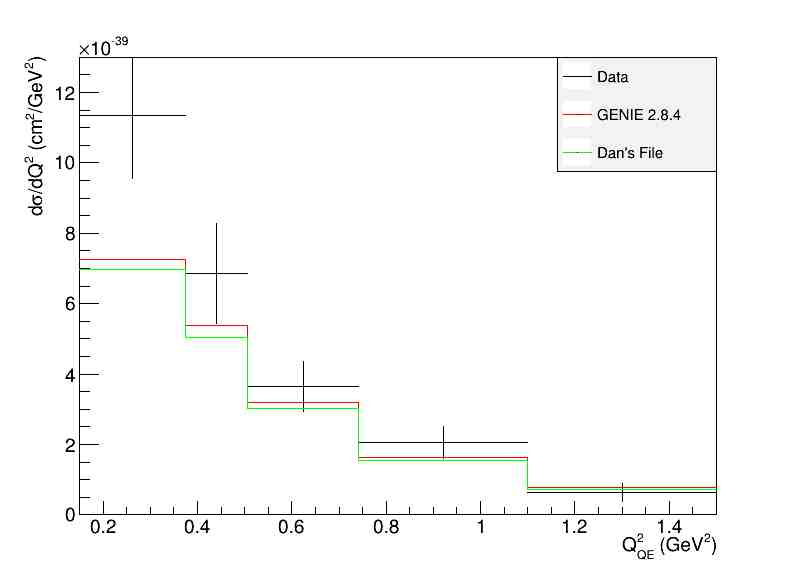 ×10⁻³⁹
dσ/dQ² (cm²/GeV²)
12
10
8
6
4
2
0
0.2 0.4 0.6 0.8 1 1.2 1.4
Q²QE (GeV²)
Data
GENIE 2.8.4
Dan's File